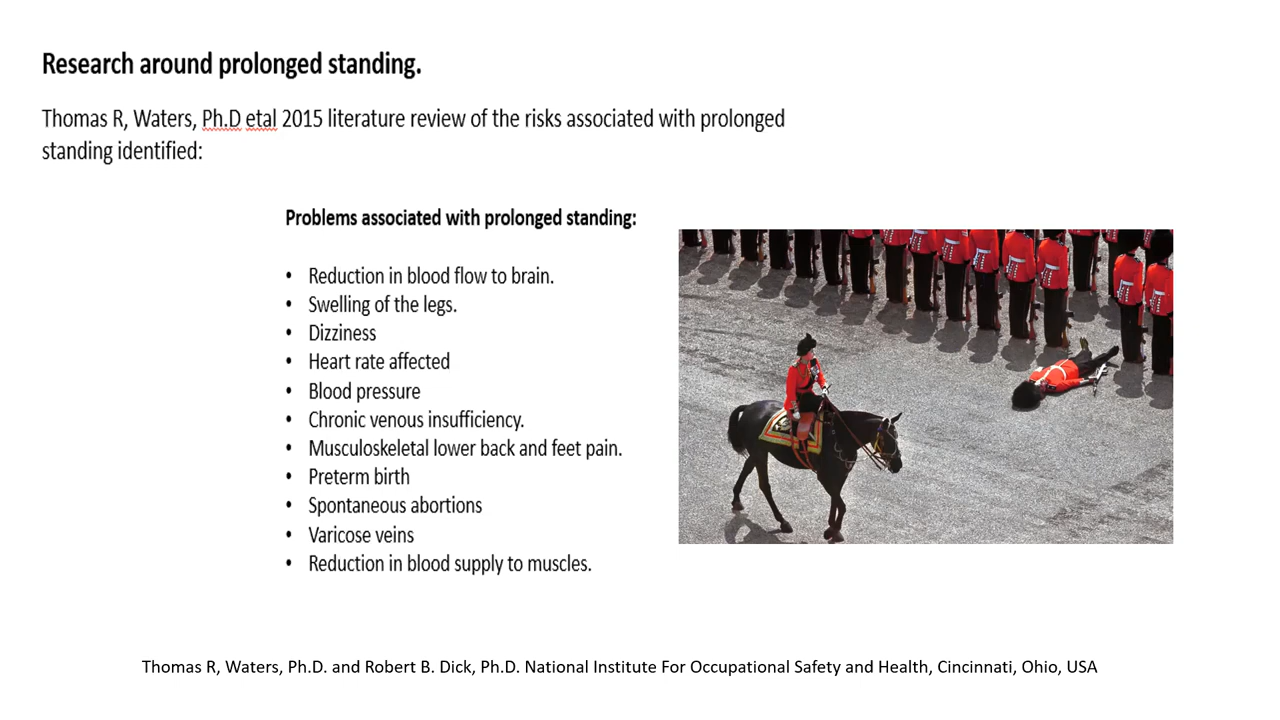 Research around prolonged standing.
Thomas R, Waters, Ph.D etal 2015 literature review of the risks associated with prolonged
standing identified:
Problems associated with prolonged standing:
• Reduction in blood flow to brain.
• Swelling of the legs.
• Dizziness
• Heart rate affected
• Blood pressure
• Chronic venous insufficiency.
• Musculoskeletal lower back and feet pain.
• Preterm birth
• Spontaneous abortions
• Varicose veins
• Reduction in blood supply to muscles.
Thomas R, Waters, Ph.D. and Robert B. Dick, Ph.D. National Institute For Occupational Safety and Health, Cincinnati, Ohio, USA